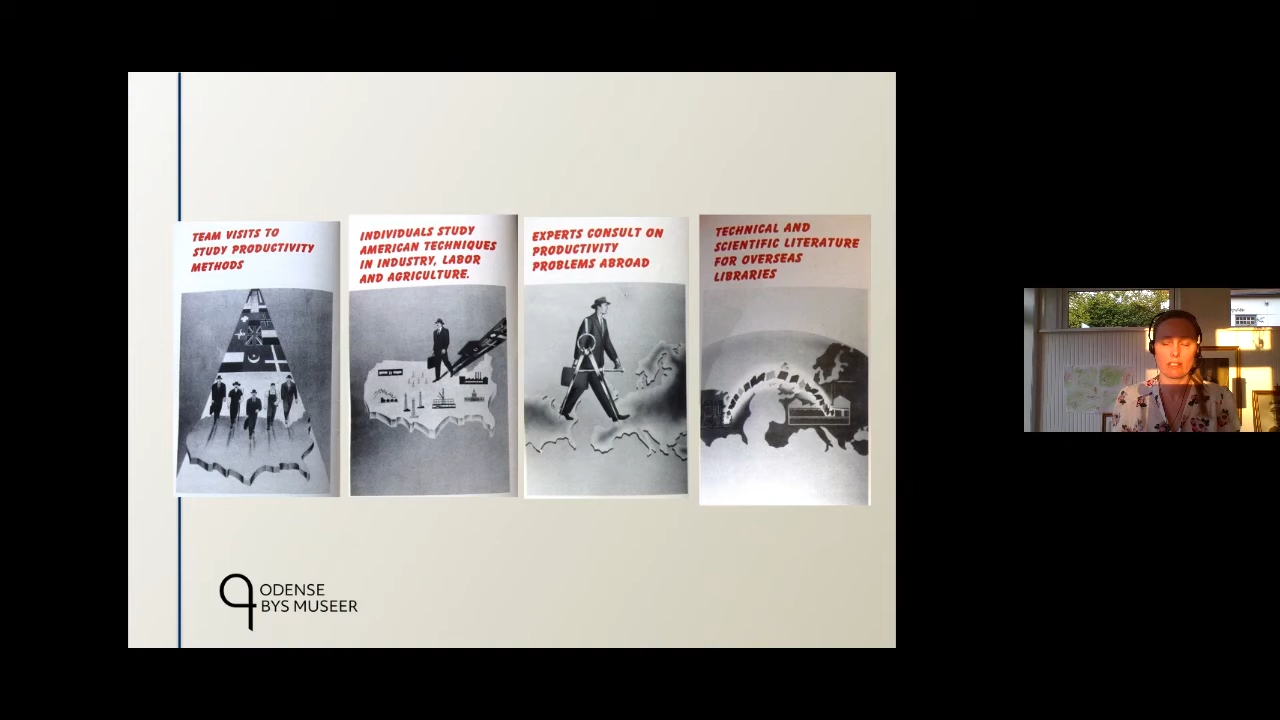 TEAM VISITS TO
STUDY PRODUCTIVITY
METHODS
INDIVIDUALS STUDY
AMERICAN TECHNIQUES
IN INDUSTRY, LABOR
AND AGRICULTURE.
EXPERTS CONSULT ON
PRODUCTIVITY
PROBLEMS ABROAD
TECHNICAL AND
SCIENTIFIC LITERATURE
FOR OVERSEAS
LIBRARIES
ODENSE
BYS MUSEER